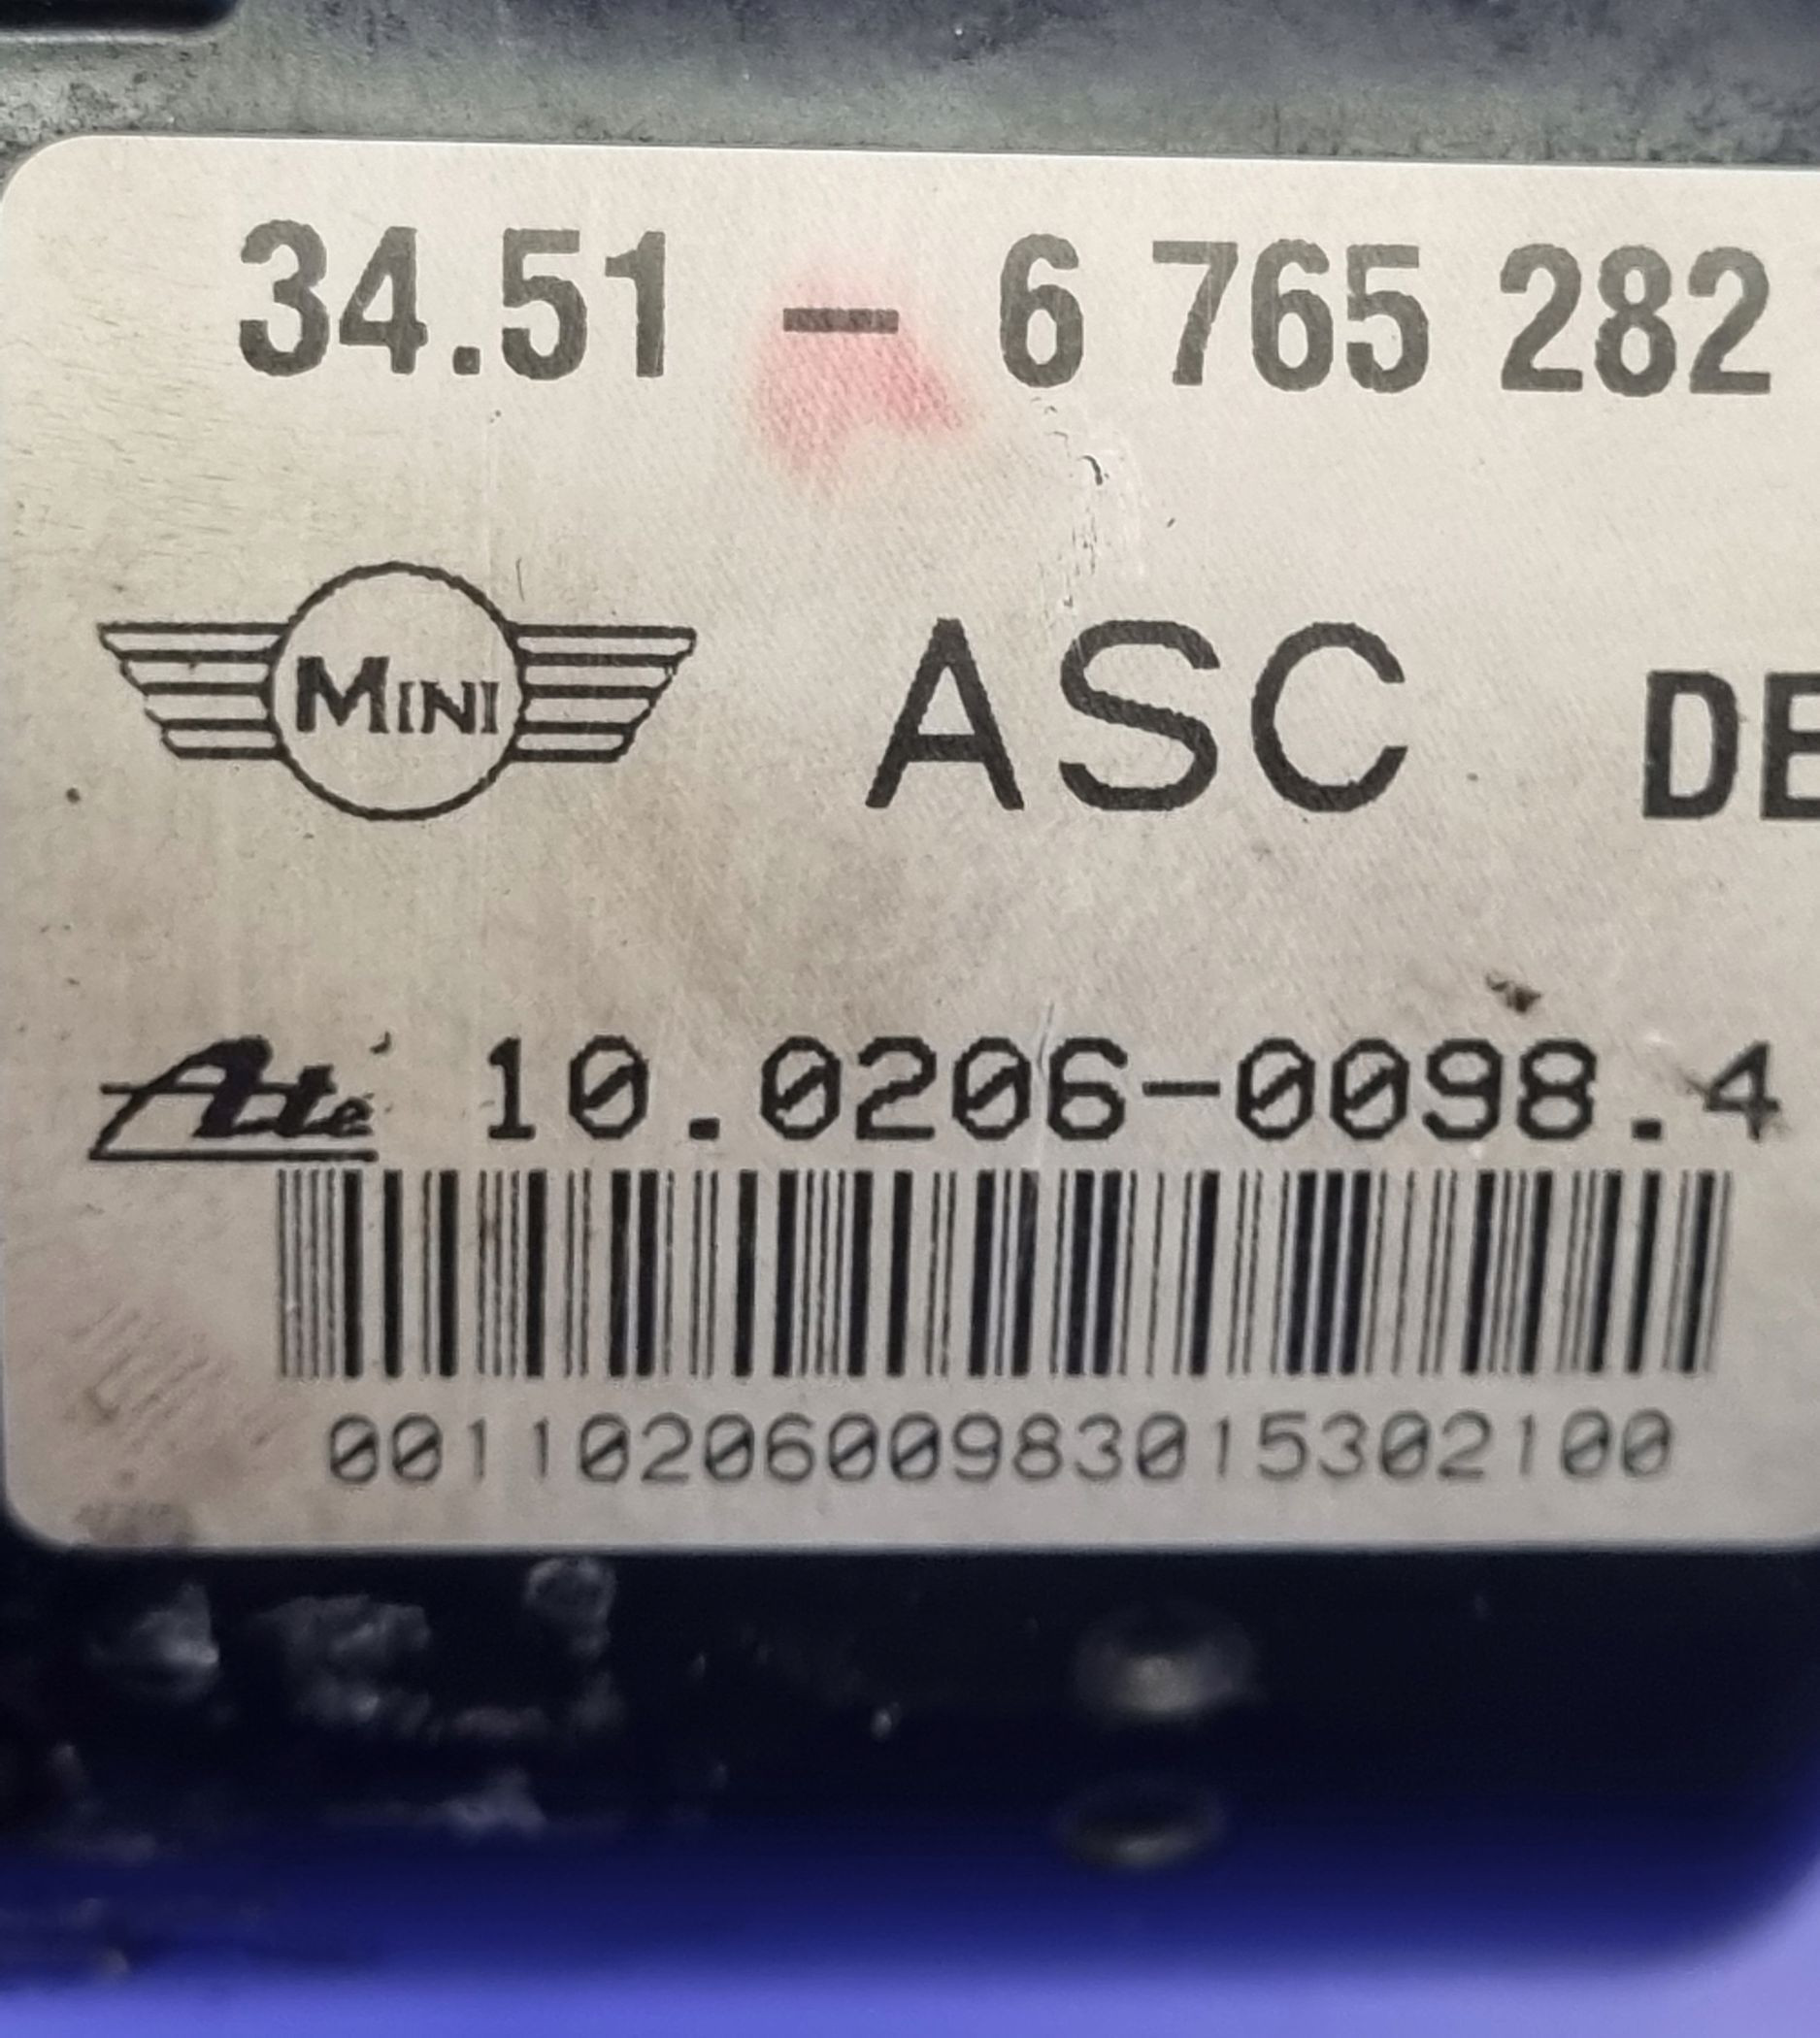 34.51 - 6 765 282
MINI ASC DE
Ate 10.0206-0098.4
0011020600983015302100